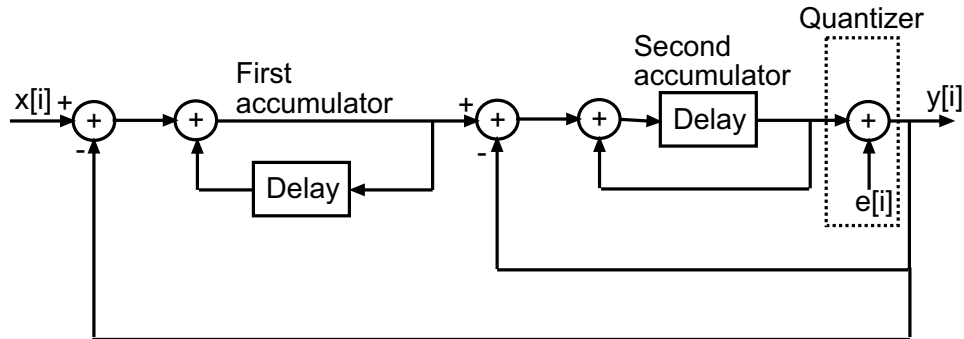 Quantizer
First
accumulator
Second
accumulator
x[i]
+
+
+
+
+
+
+
y[i]
Delay
-
-
Delay
e[i]